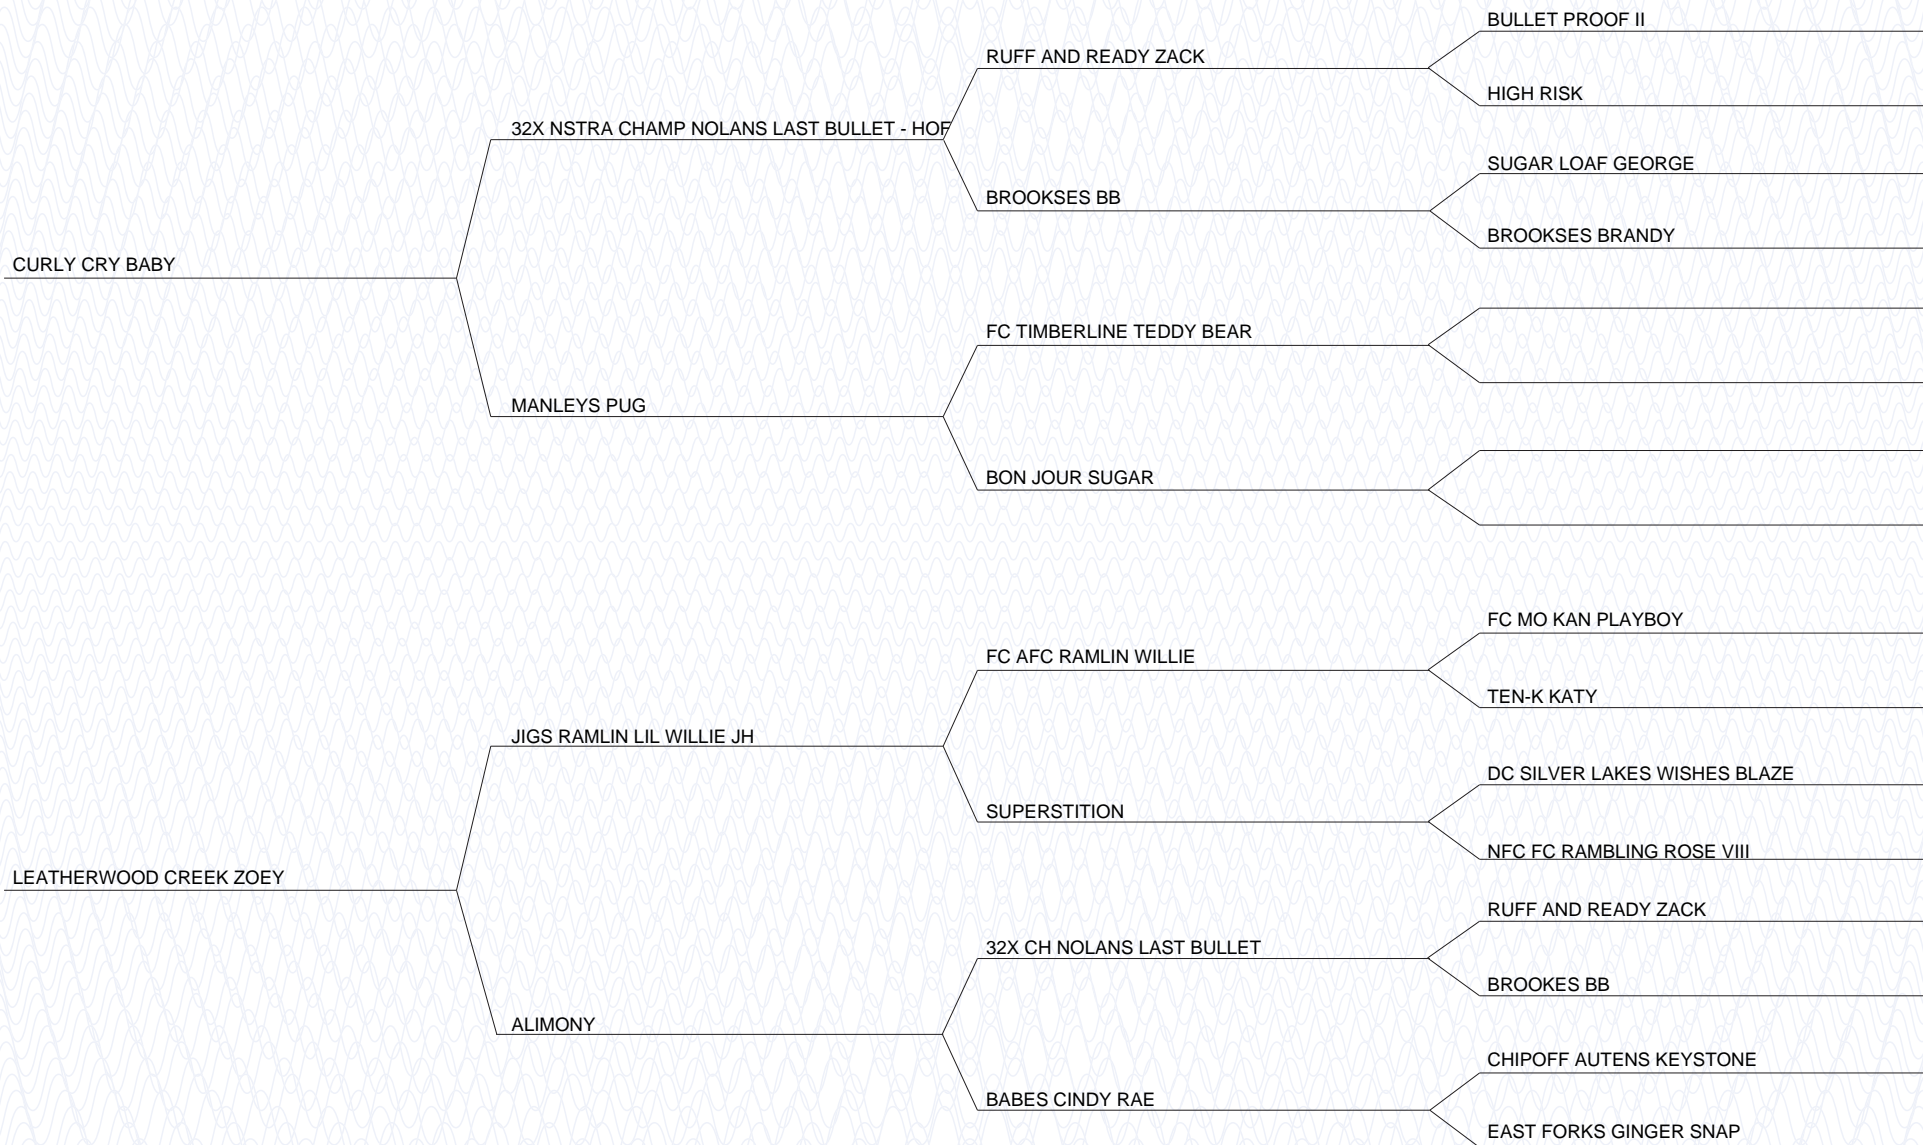 BULLET PROOF II
RUFF AND READY ZACK
HIGH RISK
32X NSTRA CHAMP NOLANS LAST BULLET - HOF
SUGAR LOAF GEORGE
BROOKSES BB
BROOKSES BRANDY
CURLY CRY BABY
FC TIMBERLINE TEDDY BEAR
MANLEYS PUG
BON JOUR SUGAR
FC MO KAN PLAYBOY
FC AFC RAMLIN WILLIE
TEN-K KATY
JIGS RAMLIN LIL WILLIE JH
DC SILVER LAKES WISHES BLAZE
SUPERSTITION
NFC FC RAMBLING ROSE VIII
LEATHERWOOD CREEK ZOEY
RUFF AND READY ZACK
32X CH NOLANS LAST BULLET
BROOKES BB
ALIMONY
CHIPOFF AUTENS KEYSTONE
BABES CINDY RAE
EAST FORKS GINGER SNAP